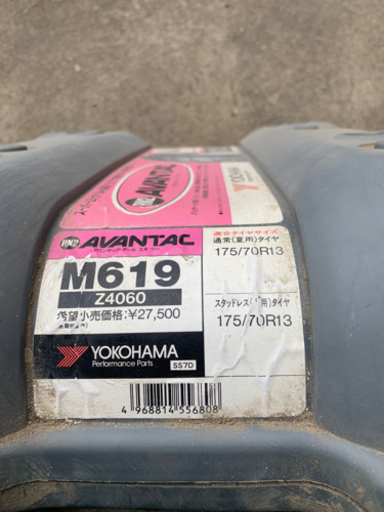 AVANTAC
YOKOHAMA
AVANTAC
M619
Z4060
希望小売価格:¥27,500
YOKOHAMA
Performance Parts
SS7D
4 968814 556808
適合タイヤサイズ
通常(夏用)タイヤ
175/70R13
スタッドレス( 用)タイヤ
175/70R13